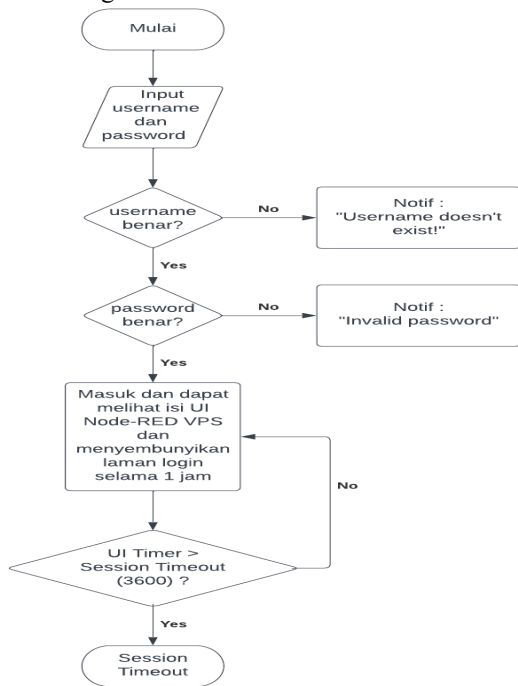 Mulai
Input
username
dan
password
username
benar?
No
Notif :
"Username doesn't
exist!"
Yes
password
benar?
No
Notif :
"Invalid password"
Yes
Masuk dan dapat
melihat isi UI
Node-RED VPS
dan
menyembunyikan
laman login
selama 1 jam
No
UI Timer >
Session Timeout
(3600) ?
Yes
Session
Timeout